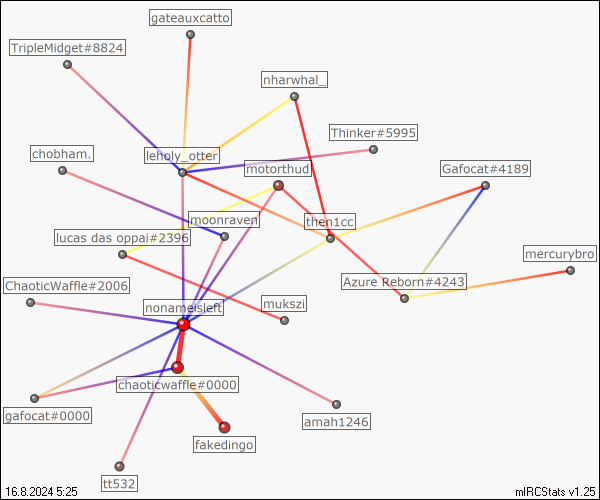 gateauxcatto
TripleMidget#8824
nharwhal_
Thinker#5995
chobham.
leholy_otter
motorthud
Gafocat#4189
moonraven
then1cc
lucas das oppai#2396
mercurybro
Azure Reborn#4243
ChaoticWaffle#2006
nonameisleft
mukszi
chaoticwaffle#0000
gafocat#0000
amah1246
fakedingo
tt532
16.8.2024 5:25
mIRCStats v1.25